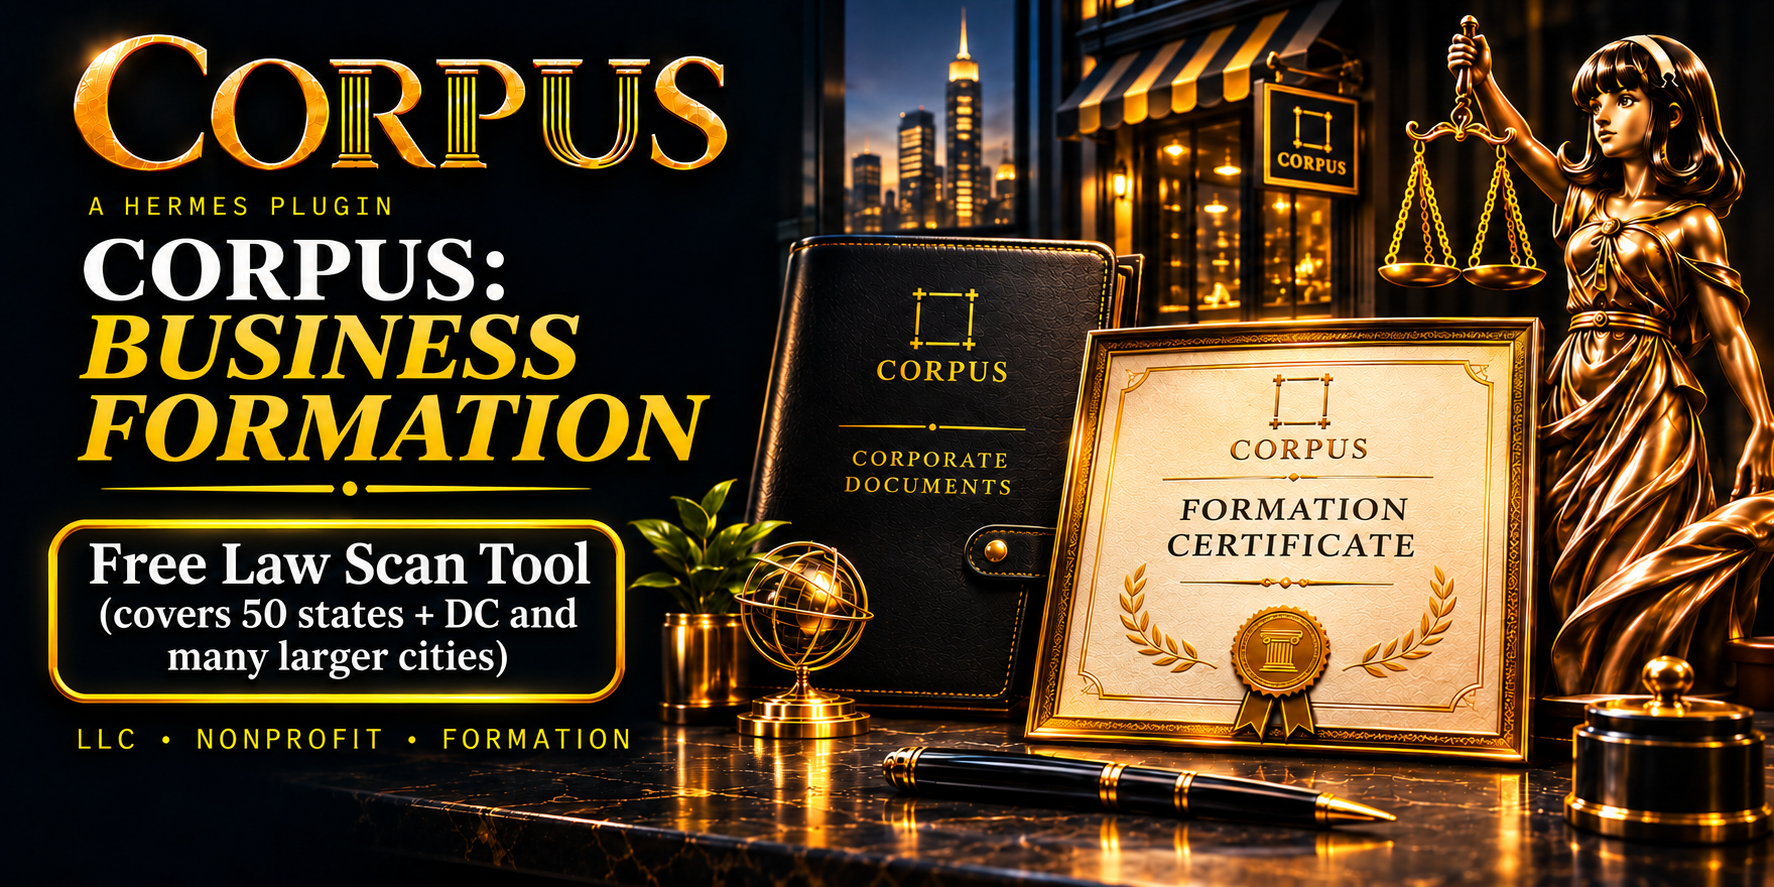 CORPUS
A HERMES PLUGIN
CORPUS:
BUSINESS
FORMATION
Free Law Scan Tool
(covers 50 states + DC and
many larger cities)
LLC • NONPROFIT • FORMATION
CORPUS
CORPORATE
DOCUMENTS
CORPUS
CORPUS
FORMATION
CERTIFICATE